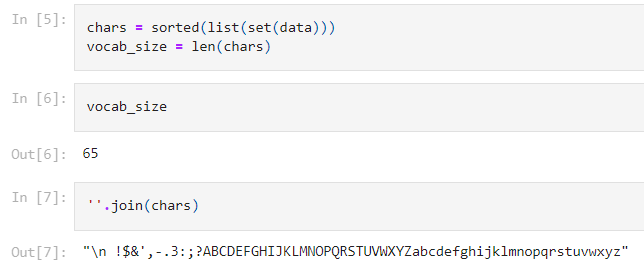 In [5]:
chars = sorted(list(set(data)))
vocab_size = len(chars)
In [6]:
vocab_size
Out[6]:
65
In [7]:
''.join(chars)
Out[7]:
"\n !$&',-.3:;?ABCDEFGHIJKLMNOPQRSTUVWXYZabcdefghijklmnopqrstuvwxyz"